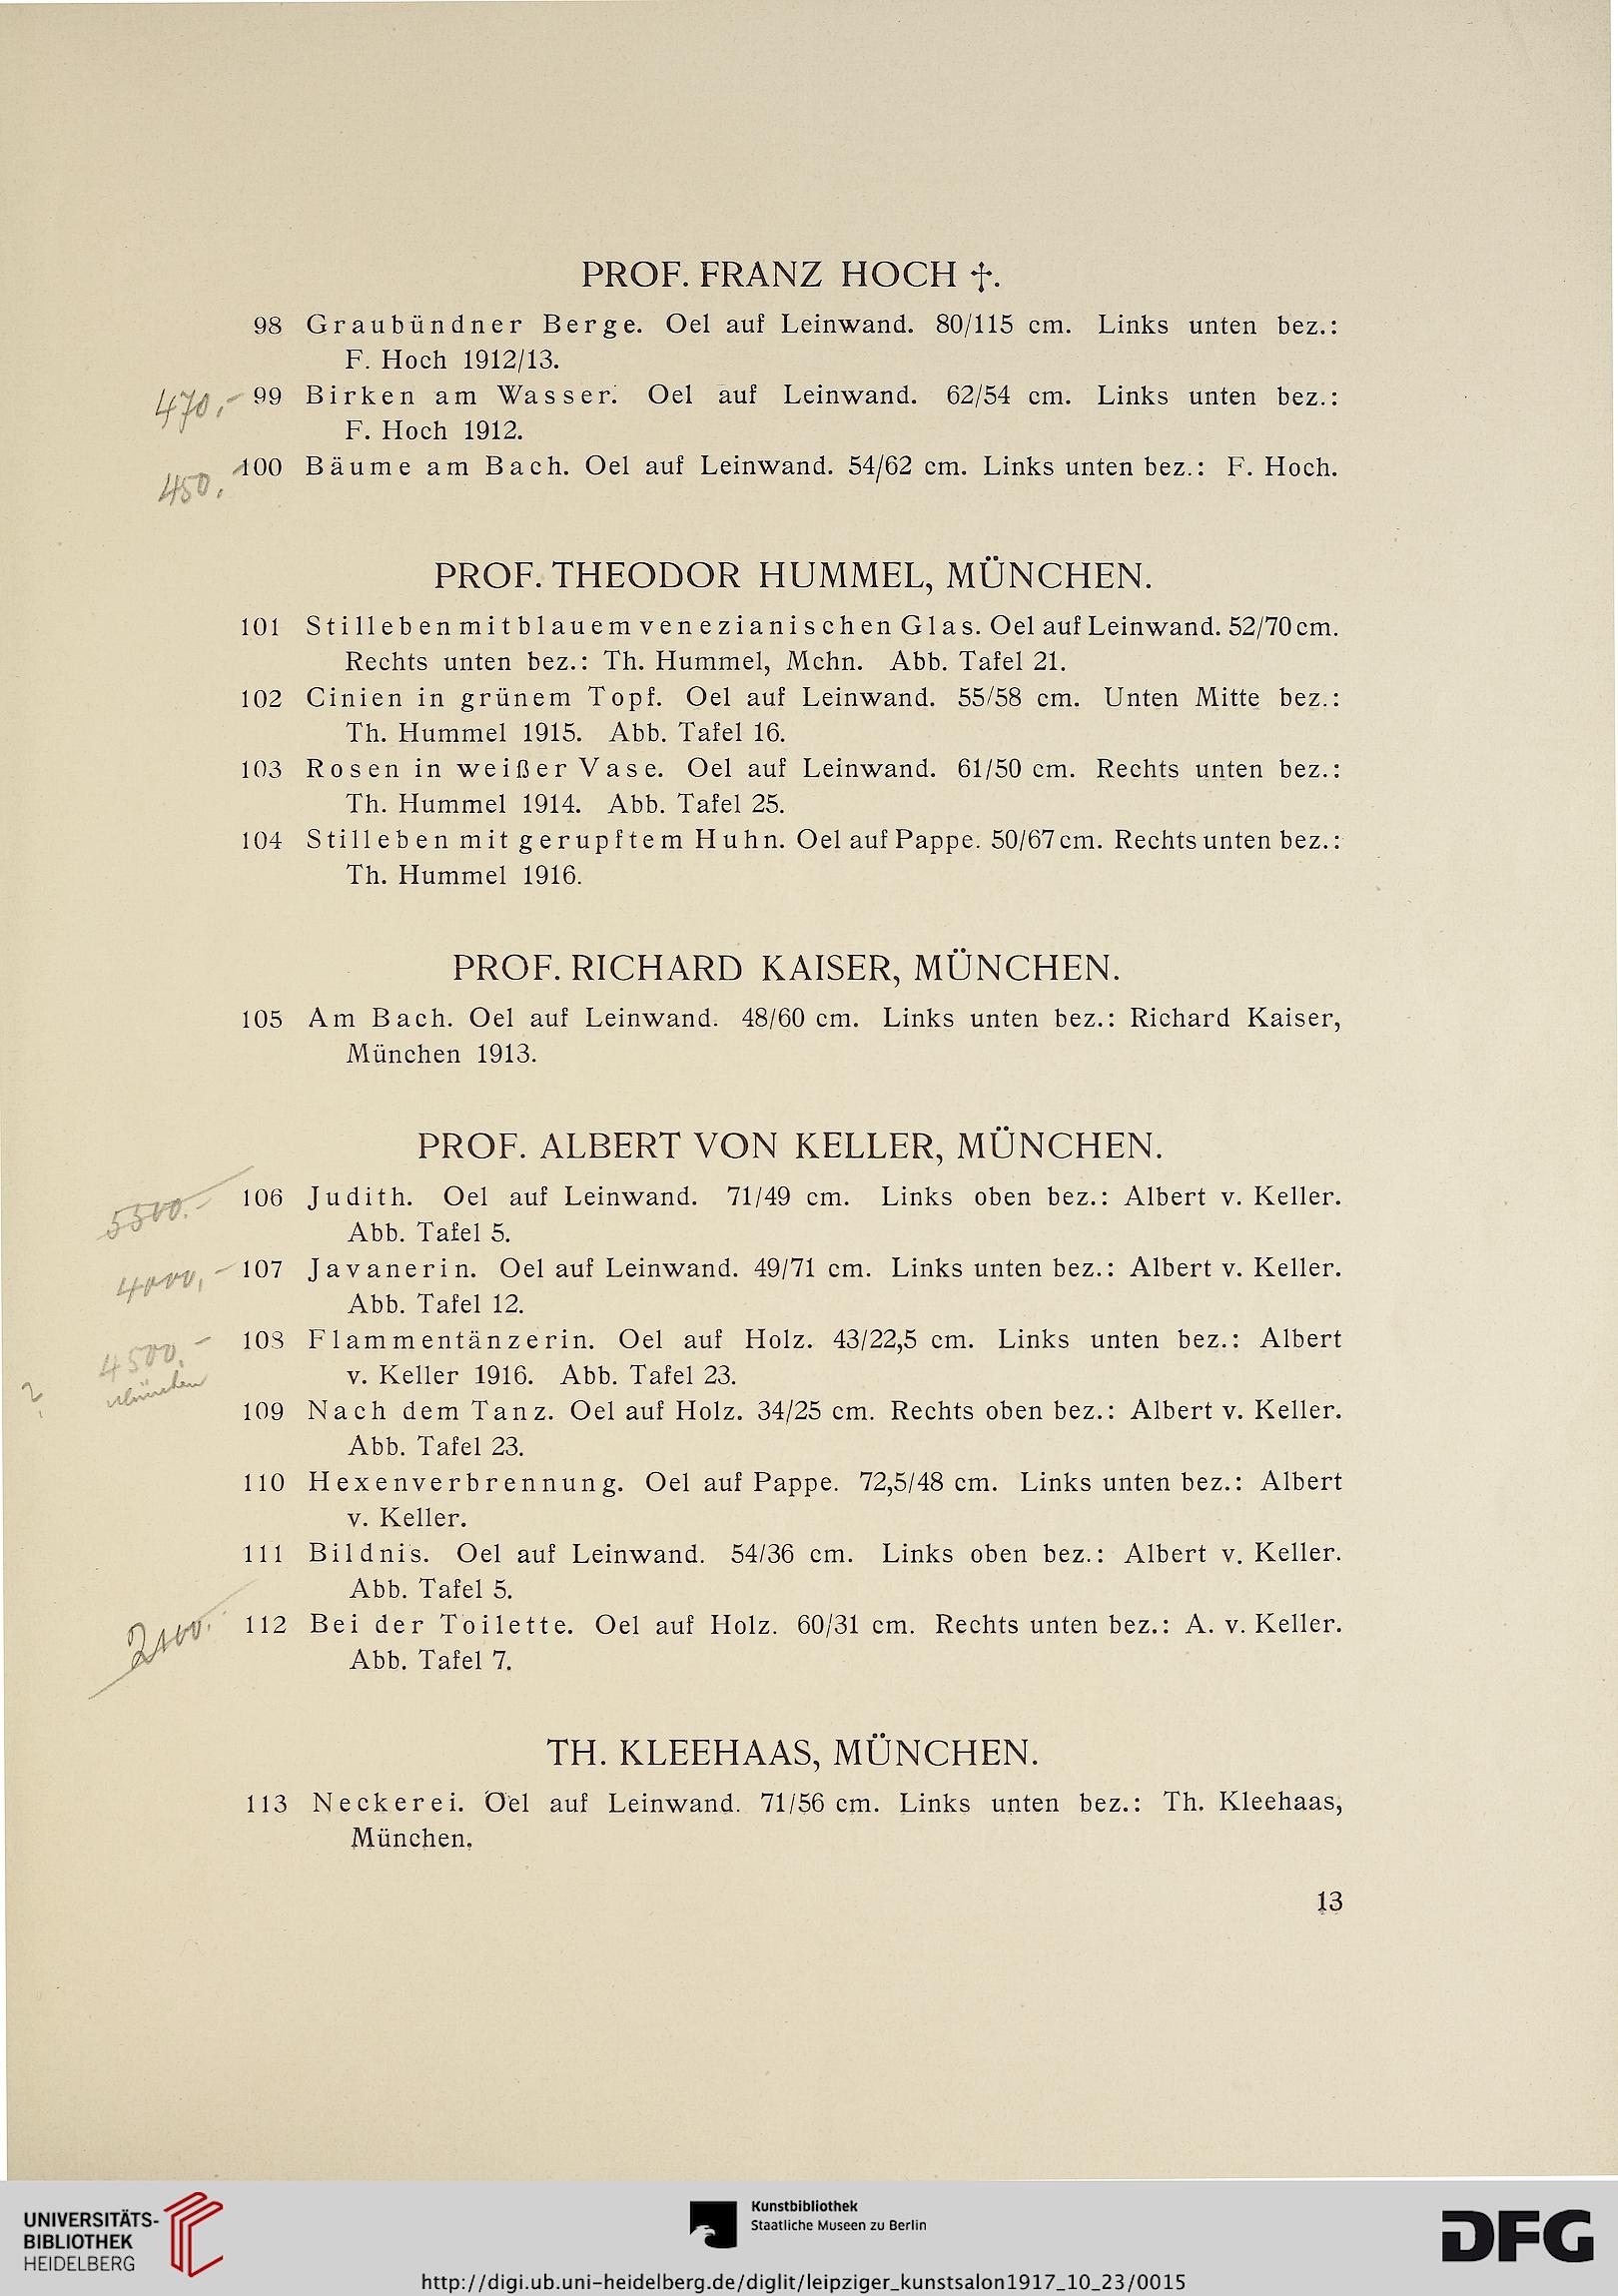 PROF. FRANZ HOCH †.
98 Graubündner Berge. Oel auf Leinwand. 80/115 cm. Links unten bez.:
F. Hoch 1912/13.
470,- 99 Birken am Wasser. Oel auf Leinwand. 62/54 cm. Links unten bez.:
F. Hoch 1912.
450, 100 Bäume am Bach. Oel auf Leinwand. 54/62 cm. Links unten bez.: F. Hoch.
PROF. THEODOR HUMMEL, MÜNCHEN.
101 Stilleben mit blauem venezianischen Glas. Oel auf Leinwand. 52/70 cm.
Rechts unten bez.: Th. Hummel, Mchn. Abb. Tafel 21.
102 Cinien in grünem Topf. Oel auf Leinwand. 55/58 cm. Unten Mitte bez.:
Th. Hummel 1915. Abb. Tafel 16.
103 Rosen in weißer Vase. Oel auf Leinwand. 61/50 cm. Rechts unten bez.:
Th. Hummel 1914. Abb. Tafel 25.
104 Stilleben mit gerupftem Huhn. Oel auf Pappe. 50/67 cm. Rechts unten bez.:
Th. Hummel 1916.
PROF. RICHARD KAISER, MÜNCHEN.
105 Am Bach. Oel auf Leinwand. 48/60 cm. Links unten bez.: Richard Kaiser,
München 1913.
PROF. ALBERT VON KELLER, MÜNCHEN.
106 Judith. Oel auf Leinwand. 71/49 cm. Links oben bez.: Albert v. Keller.
Abb. Tafel 5.
4000,- 107 Javanerin. Oel auf Leinwand. 49/71 cm. Links unten bez.: Albert v. Keller.
Abb. Tafel 12.
4500,- 108 Flammentänzerin. Oel auf Holz. 43/22,5 cm. Links unten bez.: Albert
v. Keller 1916. Abb. Tafel 23.
? München
109 Nach dem Tanz. Oel auf Holz. 34/25 cm. Rechts oben bez.: Albert v. Keller.
Abb. Tafel 23.
110 Hexenverbrennung. Oel auf Pappe. 72,5/48 cm. Links unten bez.: Albert
v. Keller.
111 Bildnis. Oel auf Leinwand. 54/36 cm. Links oben bez.: Albert v. Keller.
Abb. Tafel 5.
112 Bei der Toilette. Oel auf Holz. 60/31 cm. Rechts unten bez.: A. v. Keller.
Abb. Tafel 7.
TH. KLEEHAAS, MÜNCHEN.
113 Neckerei. Oel auf Leinwand. 71/56 cm. Links unten bez.: Th. Kleehaas,
München.
13
UNIVERSITÄTS-
BIBLIOTHEK
HEIDELBERG
Kunstbibliothek
Staatliche Museen zu Berlin
DFG
http://digi.ub.uni-heidelberg.de/diglit/leipziger_kunstsalon1917_10_23/0015